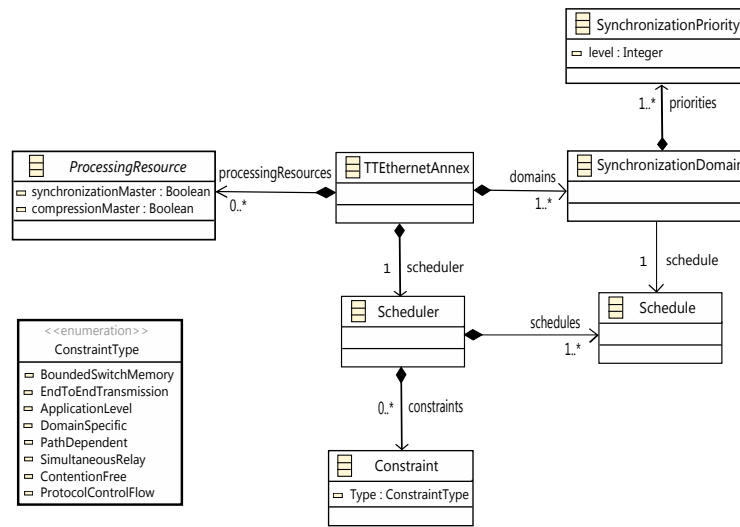 SynchronizationPriority
level : Integer
1..* priorities
ProcessingResource
synchronizationMaster : Boolean
compressionMaster : Boolean
processingResources
0..*
TTEthernetAnnex
domains
1..*
SynchronizationDomain
1 scheduler
1 schedule
Scheduler
schedules
1..*
Schedule
<<enumeration>>
ConstraintType
BoundedSwitchMemory
EndToEndTransmission
ApplicationLevel
DomainSpecific
PathDependent
SimultaneousRelay
ContentionFree
ProtocolControlFlow
0..* constraints
Constraint
Type : ConstraintType